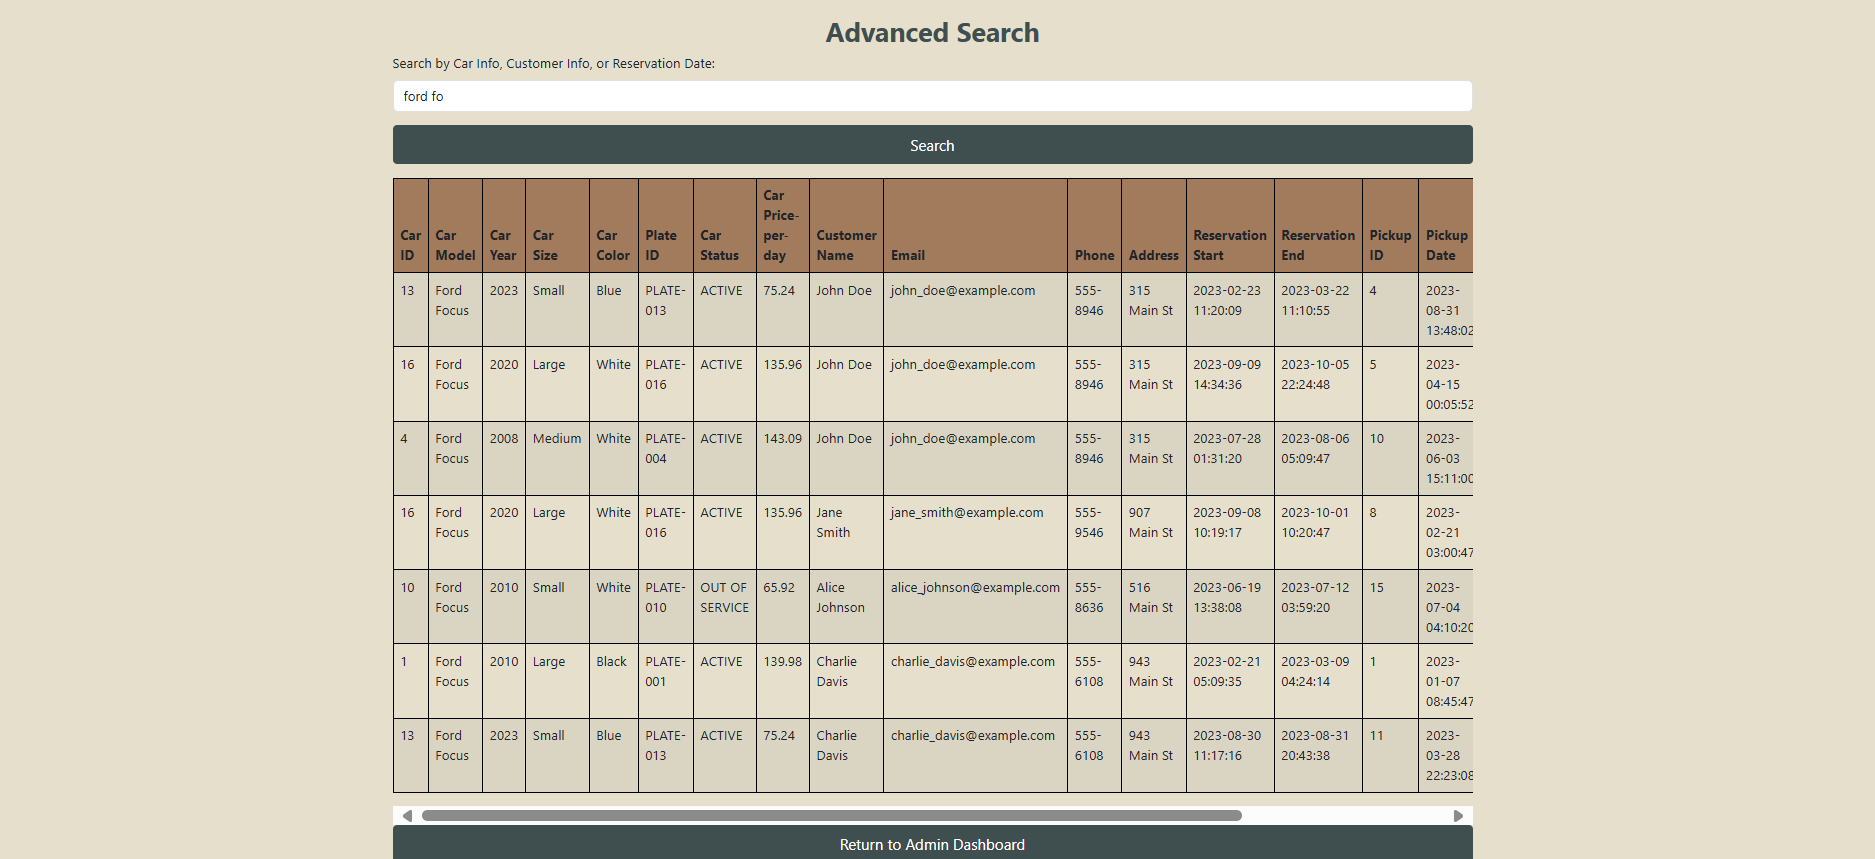 Advanced Search
Search by Car Info, Customer Info, or Reservation Date:
ford fo
Search
Car ID Car Model Car Year Car Size Car Color Plate ID Car Status Car Price-per-day Customer Name Email Phone Address Reservation Start Reservation End Pickup ID Pickup Date
13 Ford Focus 2023 Small Blue PLATE-013 ACTIVE 75.24 John Doe john_doe@example.com 555-8946 315 Main St 2023-02-23 11:20:09 2023-03-22 11:10:55 4 2023-08-31 13:48:02
16 Ford Focus 2020 Large White PLATE-016 ACTIVE 135.96 John Doe john_doe@example.com 555-8946 315 Main St 2023-09-09 14:34:36 2023-10-05 22:24:48 5 2023-04-15 00:05:52
4 Ford Focus 2008 Medium White PLATE-004 ACTIVE 143.09 John Doe john_doe@example.com 555-8946 315 Main St 2023-07-28 01:31:20 2023-08-06 05:09:47 10 2023-06-03 15:11:00
16 Ford Focus 2020 Large White PLATE-016 ACTIVE 135.96 Jane Smith jane_smith@example.com 555-9546 907 Main St 2023-09-08 10:19:17 2023-10-01 10:20:47 8 2023-02-21 03:00:47
10 Ford Focus 2010 Small White PLATE-010 OUT OF SERVICE 65.92 Alice Johnson alice_johnson@example.com 555-8636 516 Main St 2023-06-19 13:38:08 2023-07-12 03:59:20 15 2023-07-04 04:10:20
1 Ford Focus 2010 Large Black PLATE-001 ACTIVE 139.98 Charlie Davis charlie_davis@example.com 555-6108 943 Main St 2023-02-21 05:09:35 2023-03-09 04:24:14 1 2023-01-07 08:45:47
13 Ford Focus 2023 Small Blue PLATE-013 ACTIVE 75.24 Charlie Davis charlie_davis@example.com 555-6108 943 Main St 2023-08-30 11:17:16 2023-08-31 20:43:38 11 2023-03-28 22:23:08
Return to Admin Dashboard